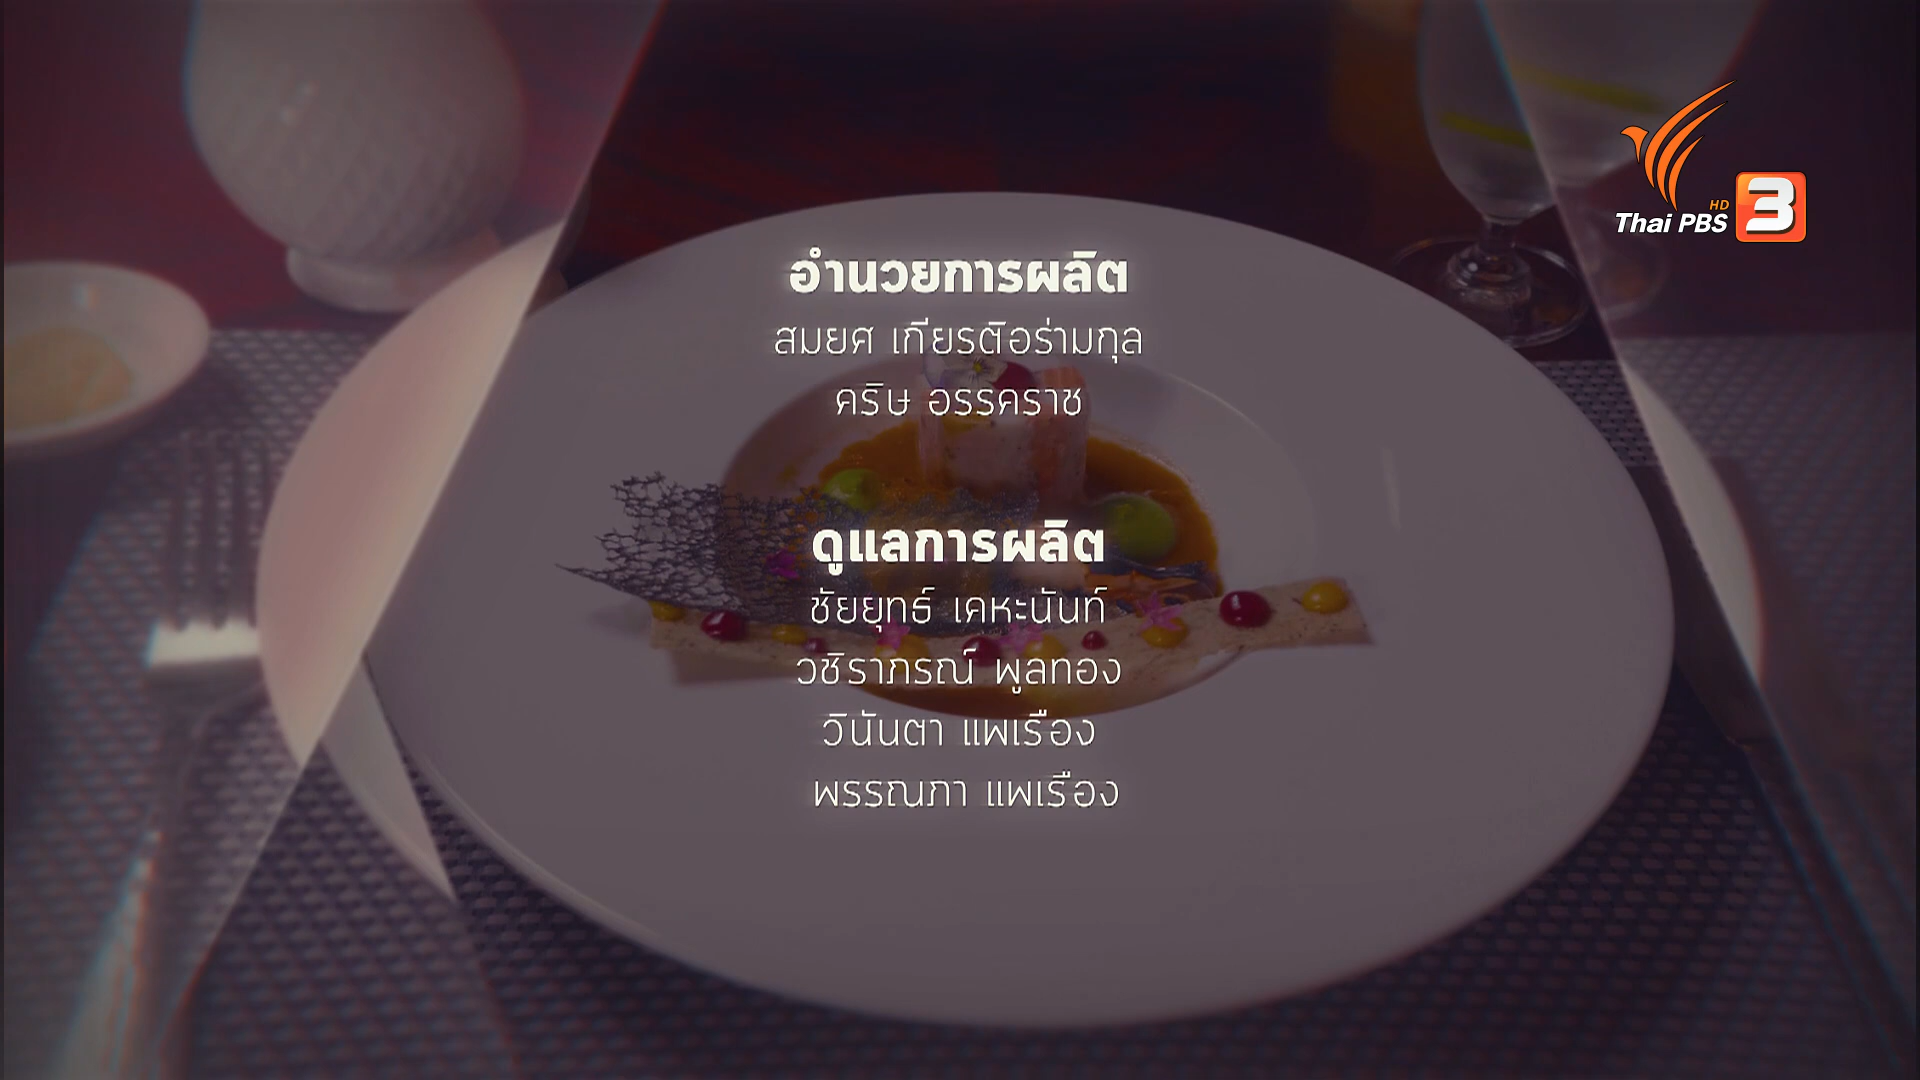 HD
Thai PBS 3
อำนวยการผลิต
สมยศ เกียรติอร่ามกุล
คริษ อรรคราช
ดูแลการผลิต
ชัยยุทธ์ เคหะนันท์
วชิราภรณ์ พูลทอง
วินันตา แพเรือง
พรรณภา แพเรือง